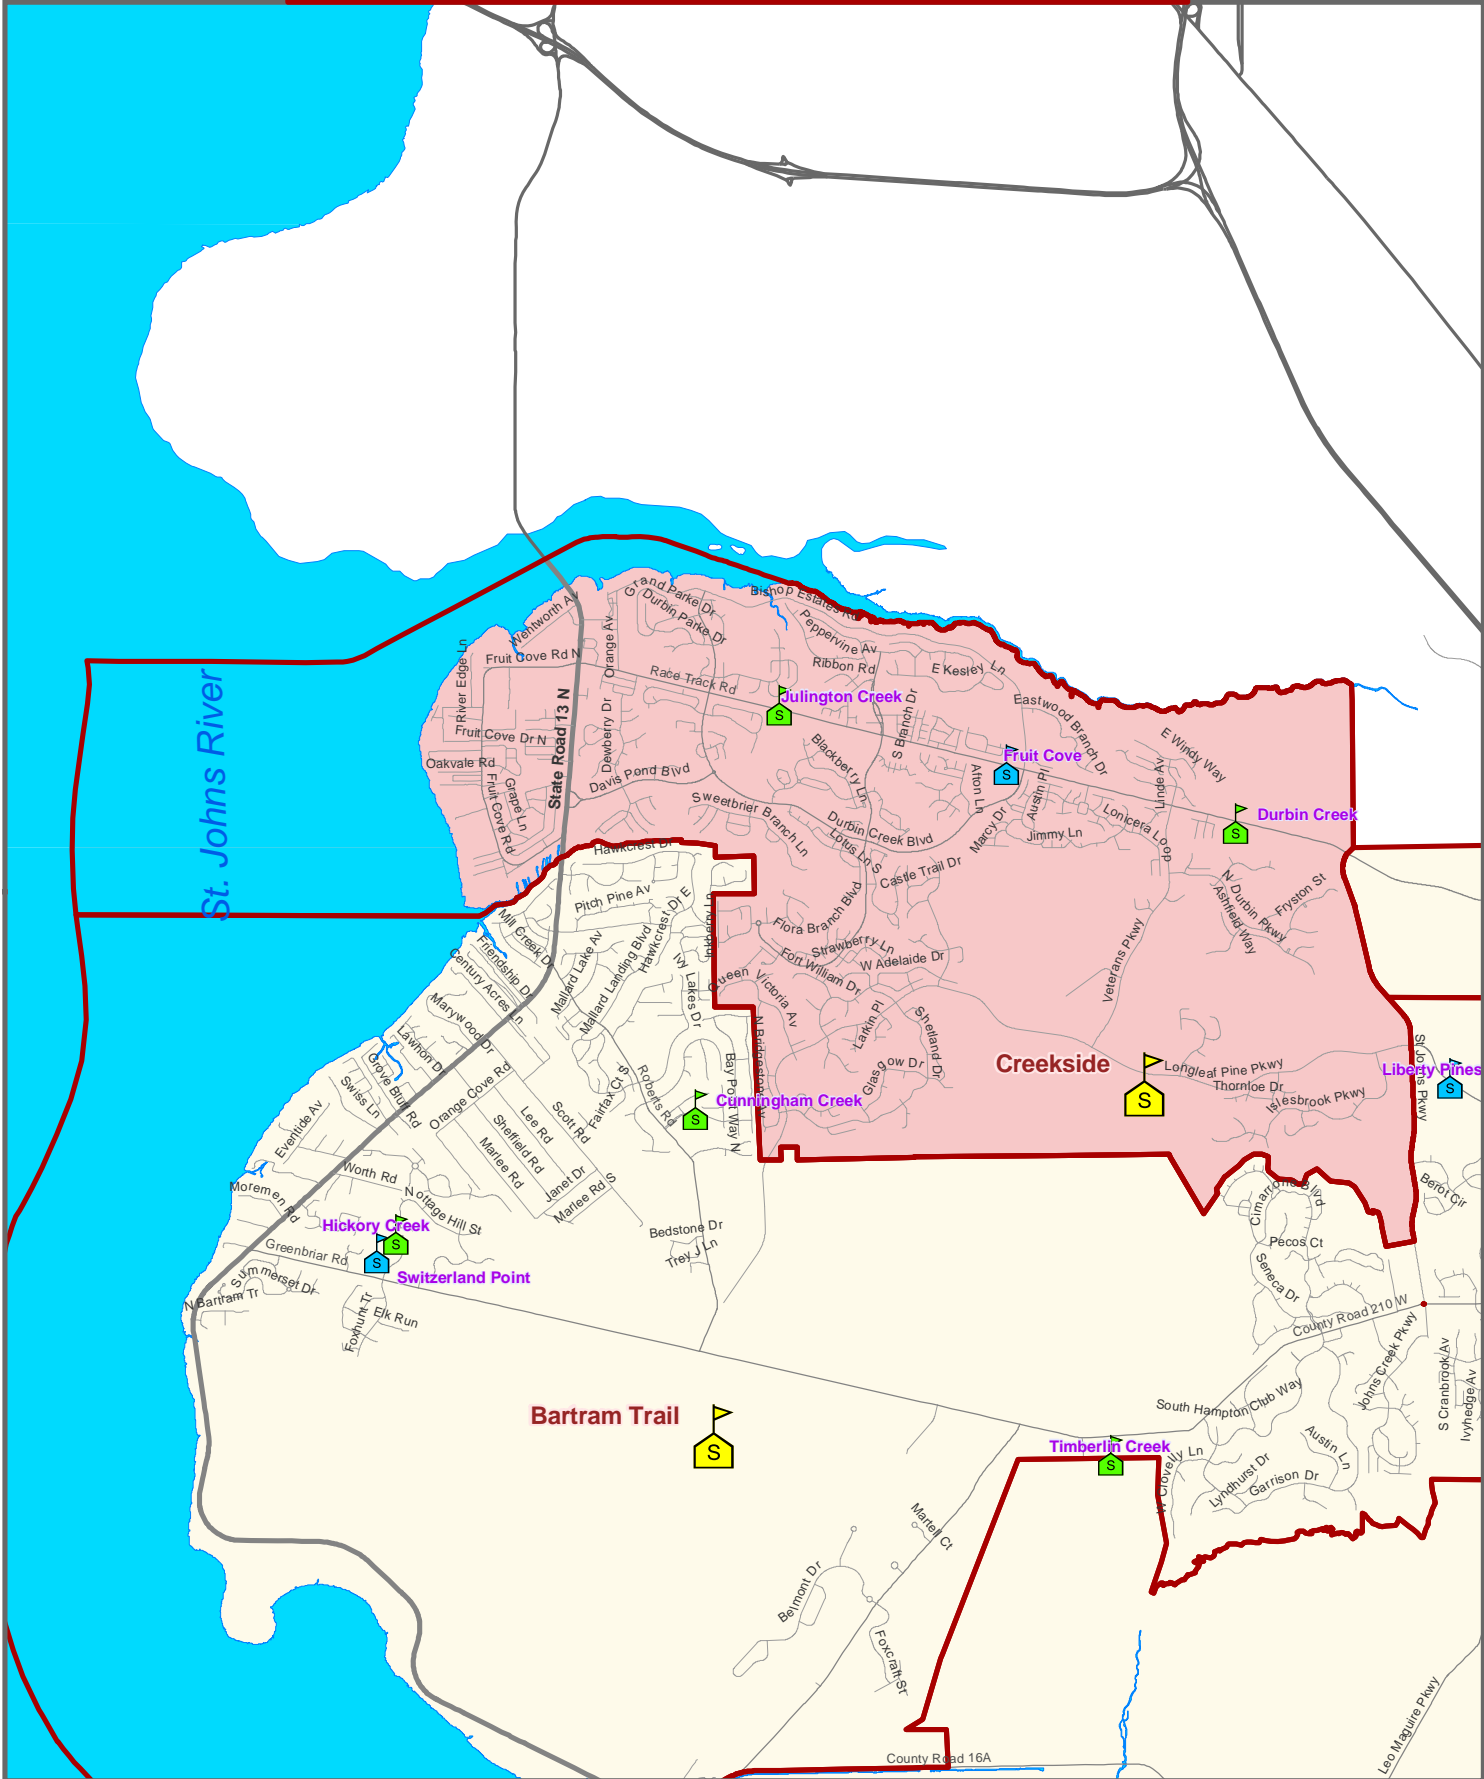 Grand Parke Dr
Durbin Parke Dr
Bishop Estates Rd
Wentworth Av
Peppervine Av
Orange Av
River Edge Ln
Fruit Cove Rd N
Ribbon Rd
E Kesley Ln
Race Track Rd
Julington Creek
S
St. Johns River
State Road 13 N
Dewberry Dr
S Branch Dr
Eastwood Branch Dr
Fruit Cove Dr N
E Windy Way
Blackberry Ln
Fruit Cove
S
Oakvale Rd
Davis Pond Blvd
Afton Ln
Austin Pl
Linde Av
Grape Ln
Fruit Cove Rd
Sweetbrier Branch Ln
Durbin Creek Blvd
Marcy Dr
Lonicera Loop
Durbin Creek
S
Jimmy Ln
Lotus Ln S
Hawkcrest Dr
Castle Trail Dr
N Durbin Pkwy
Fryston St
Ashfield Way
Pitch Pine Av
Hawkcrest Dr E
Inkberry Ln
Flora Branch Blvd
Mill Creek Dr
Strawberry Ln
Friendship Dr
Mallard Lake Av
Mallard Landing Blvd
Ivy Lakes Dr
Fort William Dr
W Adelaide Dr
Century Acres Ln
Queen Victoria Av
Veterans Pkwy
Marywood Dr
Larkin Pl
Shetland Dr
N Bridgestone Av
Lawhon Dr
Grove Bluff Rd
Swiss Ln
Orange Cove Rd
Fairfax Ct S
Roberts Rd
Bay Point Way N
Glasgow Dr
Creekside
S
Longleaf Pine Pkwy
Thornloe Dr
Islesbrook Pkwy
St Johns Pkwy
Liberty Pines
S
Cunningham Creek
S
Eventide Av
Scott Rd
Lee Rd
Sheffield Rd
Marlee Rd
Janet Dr
Marlee Rd S
Worth Rd
Moremen Rd
Nottage Hill St
Cimarrone Blvd
Berot Cir
Hickory Creek
S
S
Switzerland Point
Bedstone Dr
Trey J Ln
Pecos Ct
Greenbriar Rd
Summerset Dr
N Bartram Tr
Foxhunt Tr
Elk Run
Seneca Dr
County Road 210 W
Johns Creek Pkwy
S Cranbrook Av
Ivyhedge Av
Bartram Trail
S
South Hampton Club Way
Timberlin Creek
S
W Clovelly Ln
Austin Ln
Lyndhurst Dr
Garrison Dr
Martell Ct
Belmont Dr
Foxcraft St
Leo Maguire Pkwy
County Road 16A